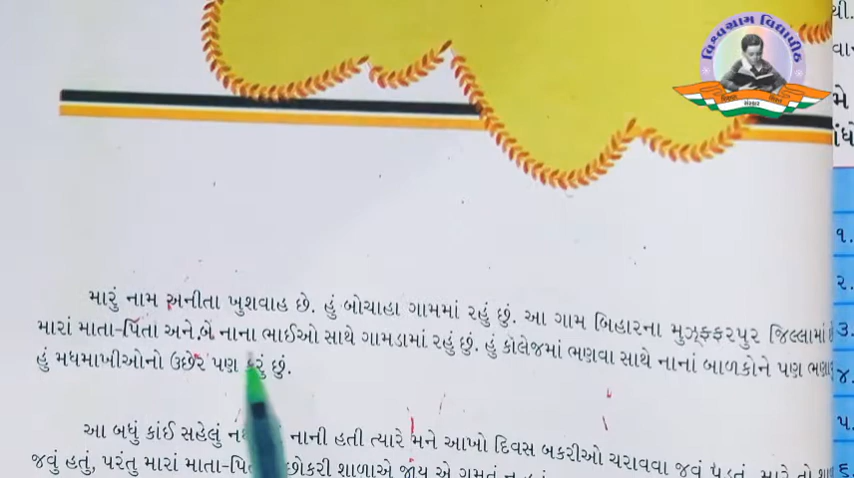 વિશ્વગ્રામ વિદ્યાપીઠ
સંસ્કાર
થી.
વા
મે
મારું નામ અનીતા ખુશવાહ છે. હું બોચાહા ગામમાં રહું છું. આ ગામ બિહારના મુઝફ્ફરપુર જિલ્લામાં
મારાં માતા-પિતા અને બે નાના ભાઈઓ સાથે ગામડામાં રહું છું. હું કૉલેજમાં ભણવા સાથે નાનાં બાળકોને પણ
હું મધમાખીઓનો ઉછેર પણ કરું છું.
આ બધું કાંઈ સહેલું નાની હતી ત્યારે મને આખો દિવસ બકરીઓ ચરાવવા જવું પડતું.
જવું હતું, પરંતુ મારાં માતા- છોકરી શાળાએ જાય એ
૧.
૨.
૩.
૪.
૫.
૬.